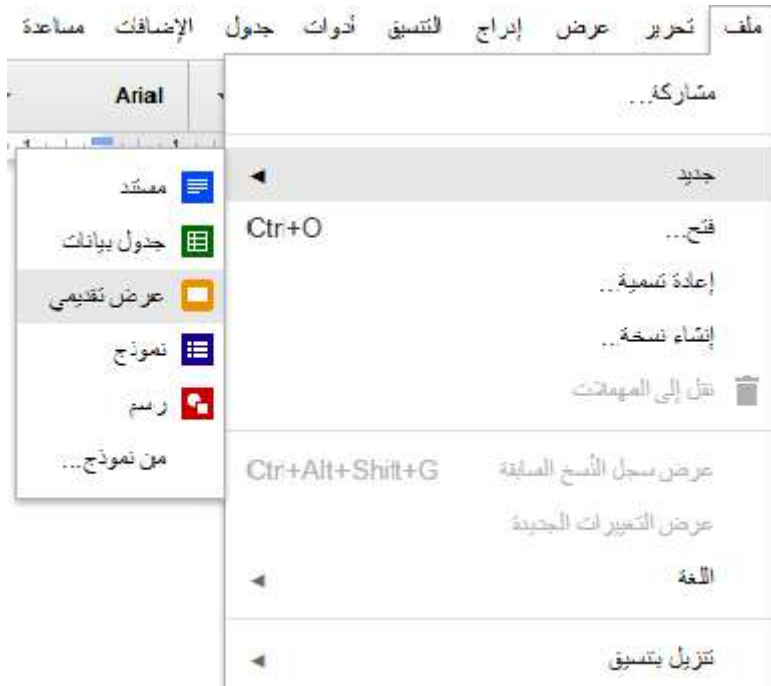 ملف تحرير عرض إدراج التنسيق أدوات جدول الإضافات مساعدة
Arial
مشاركة...
جديد
فتح... Ctrl+O
إعادة تسمية...
إنشاء نسخة...
نقل إلى المهملات
عرض سجل النُسخ السابقة Ctrl+Alt+Shift+G
عرض التغييرات الجديدة
اللغة
تنزيل بتنسيق
مستند
جدول بيانات
عرض تقديمي
نموذج
رسم
من نموذج...